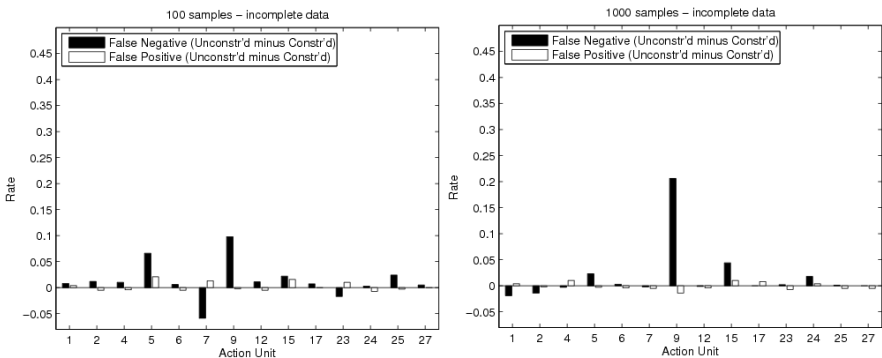 100 samples – incomplete data
False Negative (Unconstr'd minus Constr'd)
False Positive (Unconstr'd minus Constr'd)
0.45
0.4
0.35
0.3
0.25
0.2
0.15
0.1
0.05
0
−0.05
Rate
1 2 4 5 6 7 9 12 15 17 23 24 25 27
Action Unit
1000 samples – incomplete data
False Negative (Unconstr'd minus Constr'd)
False Positive (Unconstr'd minus Constr'd)
0.45
0.4
0.35
0.3
0.25
0.2
0.15
0.1
0.05
0
−0.05
Rate
1 2 4 5 6 7 9 12 15 17 23 24 25 27
Action Unit